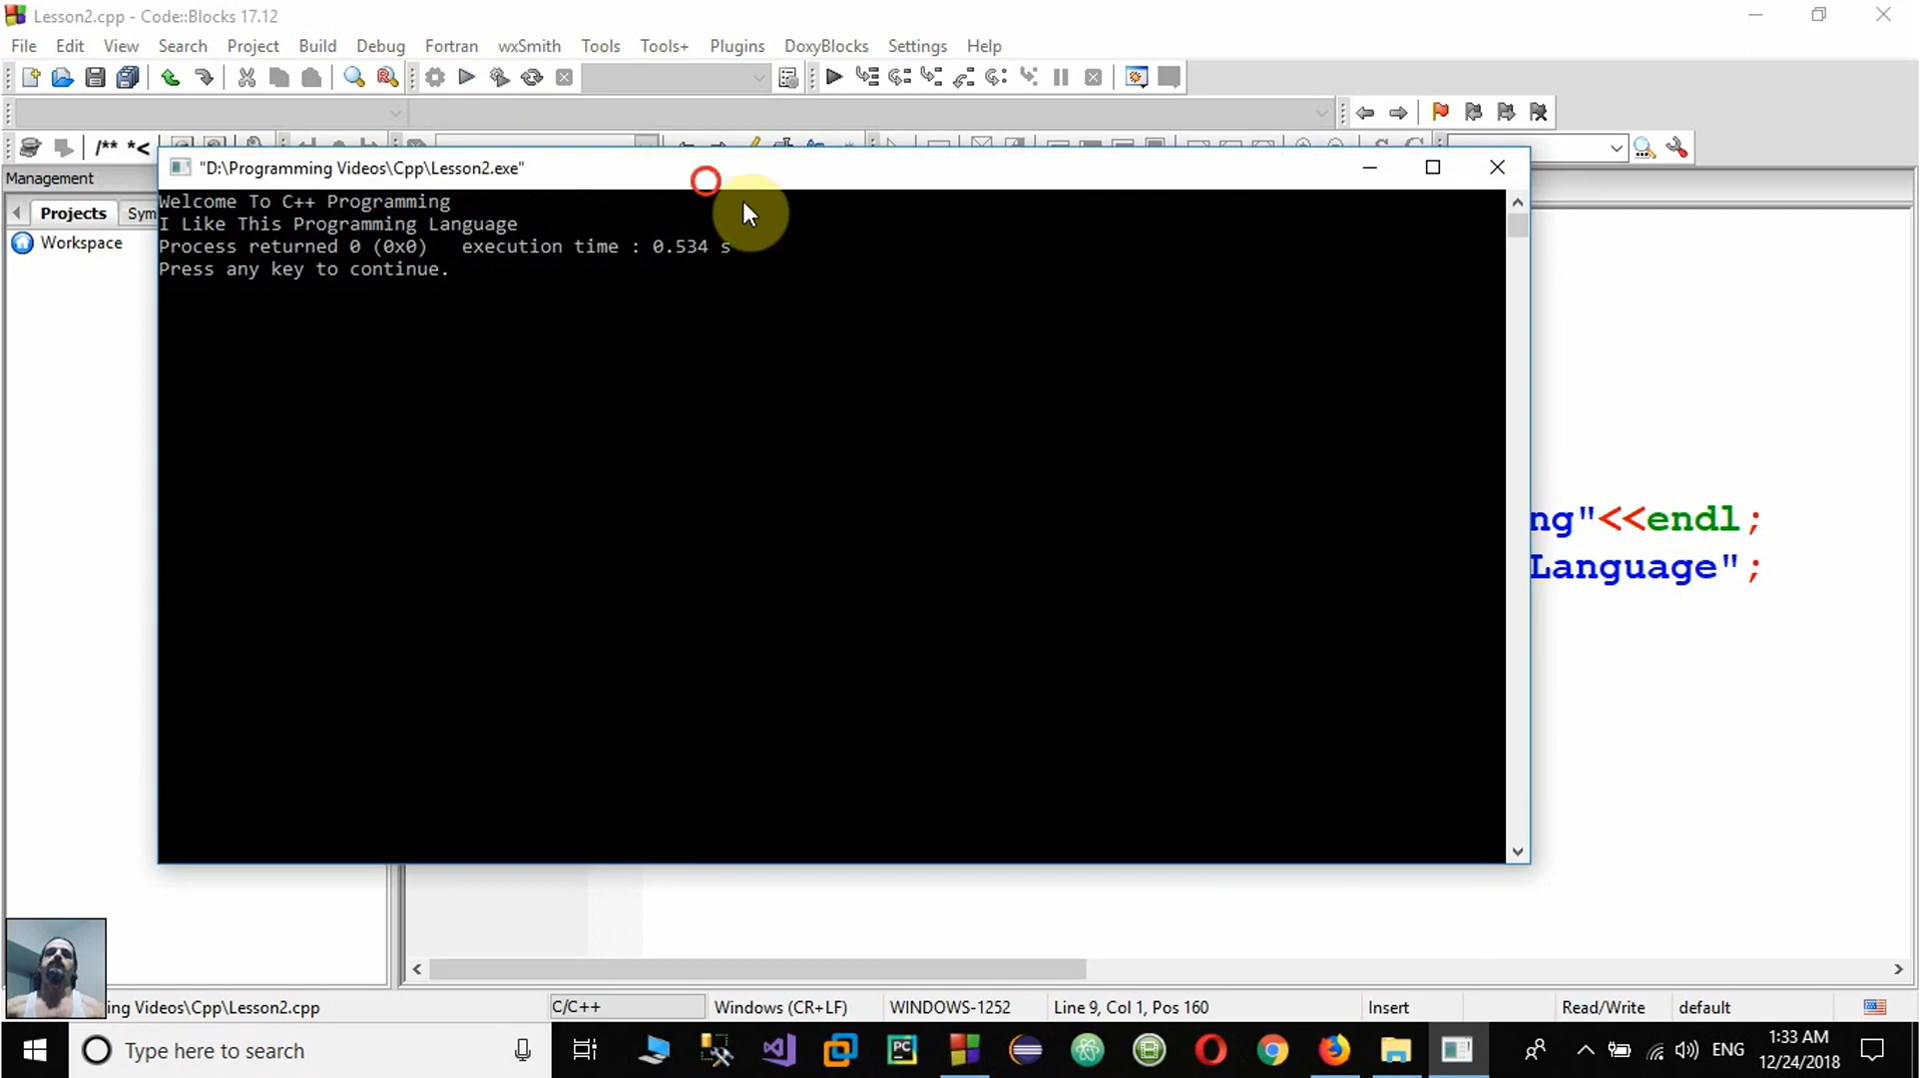 Lesson2.cpp - Code::Blocks 17.12
File Edit View Search Project Build Debug Fortran wxSmith Tools Tools+ Plugins DoxyBlocks Settings Help
/** *<
Management
"D:\Programming Videos\Cpp\Lesson2.exe"
Projects Sym
Workspace
Welcome To C++ Programming
I Like This Programming Language
Process returned 0 (0x0)   execution time : 0.534 s
Press any key to continue.
ng"<<endl;
Language";
ing Videos\Cpp\Lesson2.cpp C/C++ Windows (CR+LF) WINDOWS-1252 Line 9, Col 1, Pos 160 Insert Read/Write default
Type here to search
ENG
1:33 AM
12/24/2018